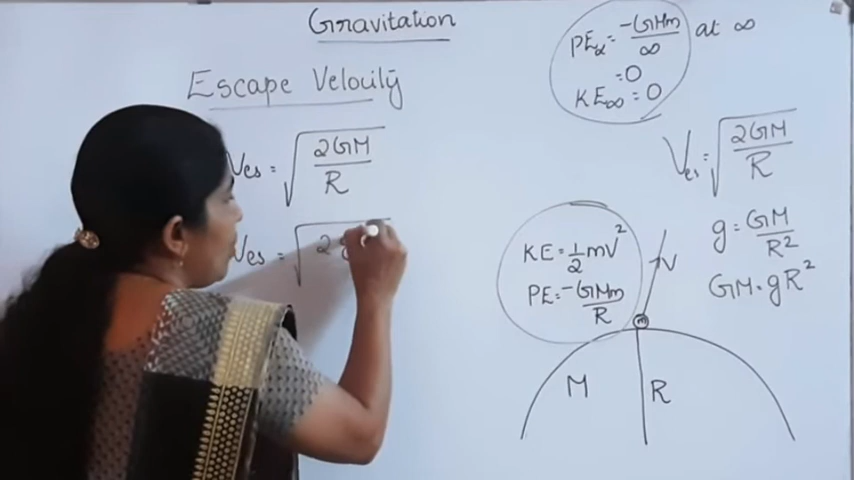 Gravitation
Escape Velocity
Ves = √(2GM/R)
Ves = √(2g
PE∝ = -GMm/∞ at ∞
= 0
KE∞ = 0
Ves = √(2GM/R)
g = GM/R²
GM = gR²
KE = 1/2 mV²
PE = -GMm/R
V
m
M
R